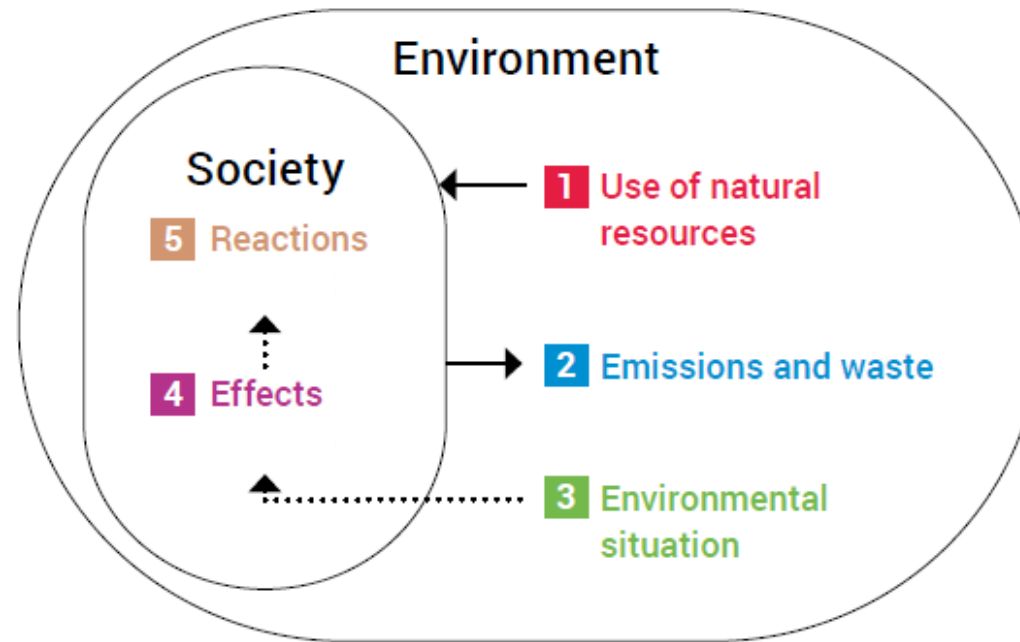 Environment
Society
1 Use of natural
resources
5 Reactions
2 Emissions and waste
4 Effects
3 Environmental
situation